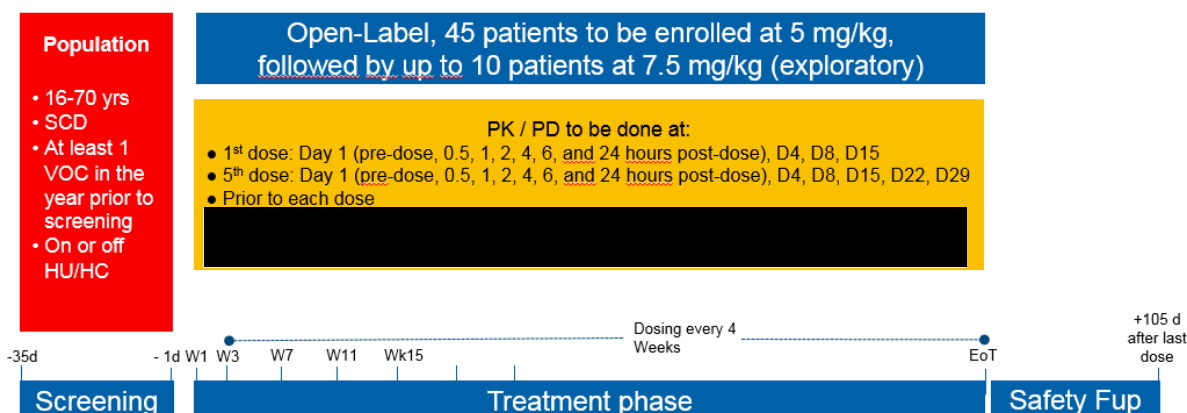 Population
• 16-70 yrs
• SCD
• At least 1
VOC in the
year prior to
screening
• On or off
HU/HC
Open-Label, 45 patients to be enrolled at 5 mg/kg,
followed by up to 10 patients at 7.5 mg/kg (exploratory)
PK / PD to be done at:
● 1st dose: Day 1 (pre-dose, 0.5, 1, 2, 4, 6, and 24 hours post-dose), D4, D8, D15
● 5th dose: Day 1 (pre-dose, 0.5, 1, 2, 4, 6, and 24 hours post-dose), D4, D8, D15, D22, D29
● Prior to each dose
Dosing every 4
Weeks
+105 d
after last
dose
-35d
- 1d
W1
W3
W7
W11
Wk15
EoT
Screening
Treatment phase
Safety Fup